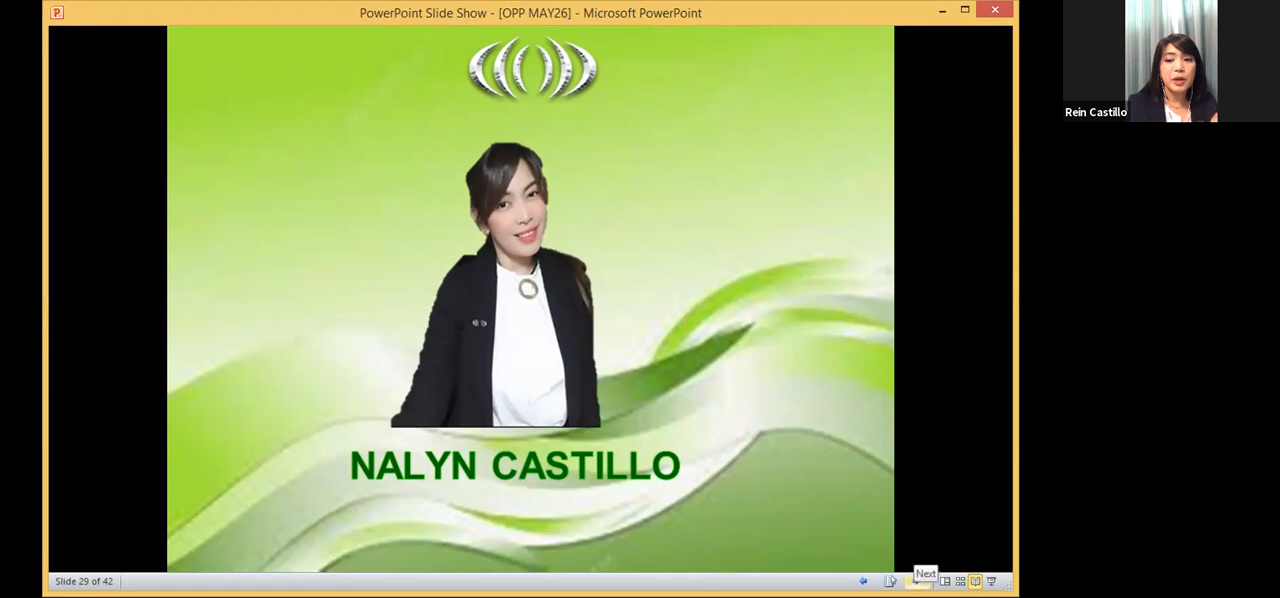 PowerPoint Slide Show - [OPP MAY26] - Microsoft PowerPoint
Rein Castillo
NALYN CASTILLO
Next
Slide 29 of 42